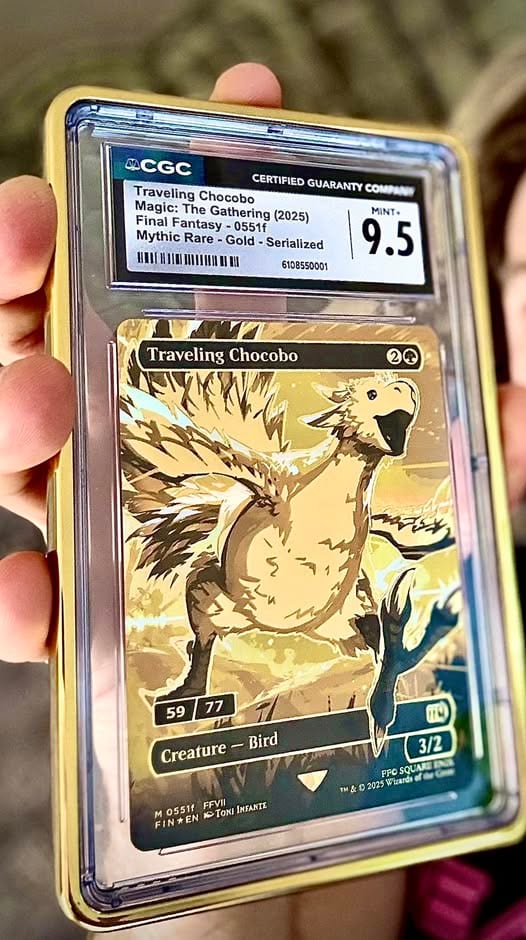 CGC
CERTIFIED GUARANTY COMPANY
Traveling Chocobo
Magic: The Gathering (2025)
Final Fantasy - 0551f
Mythic Rare - Gold - Serialized
MINT+
9.5
6108550001
Traveling Chocobo
2
59 / 77
Creature — Bird
3/2
M 0551f FFVII
FIN★EN Toni Infante
FPO SQUARE ENIX
™ & © 2025 Wizards of the Coast